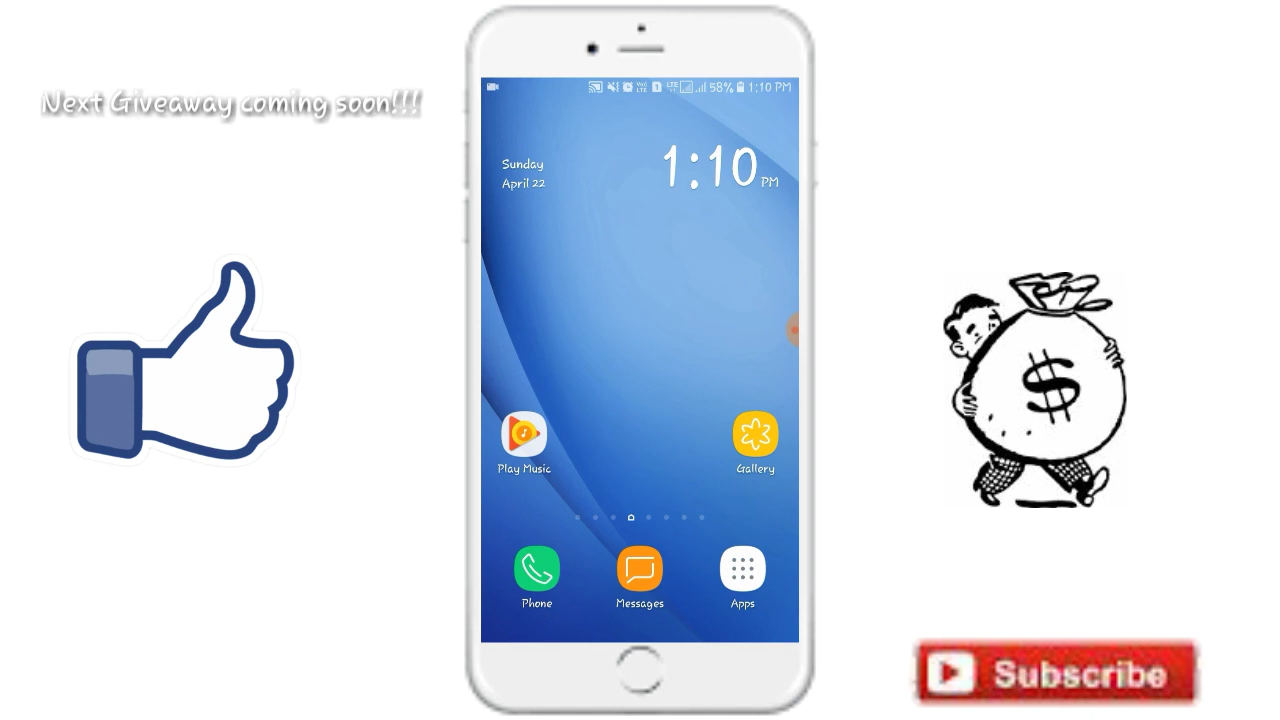 Next Giveaway coming soon!!!
58% 1:10 PM
Sunday
April 22
1:10 PM
Play Music
Gallery
Phone
Messages
Apps
$
Subscribe